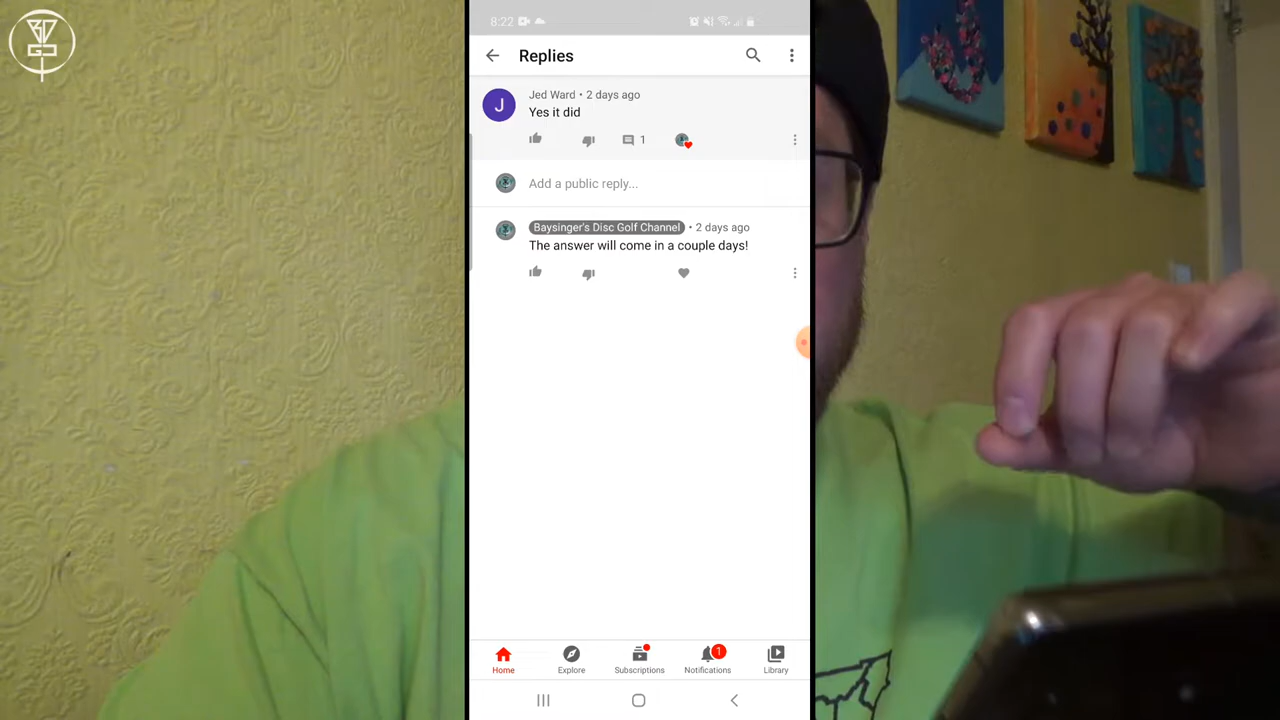 BDGC
8:22
Replies
Jed Ward • 2 days ago
Yes it did
1
Add a public reply...
Baysinger's Disc Golf Channel • 2 days ago
The answer will come in a couple days!
1
Home
Explore
Subscriptions
Notifications
Library
J